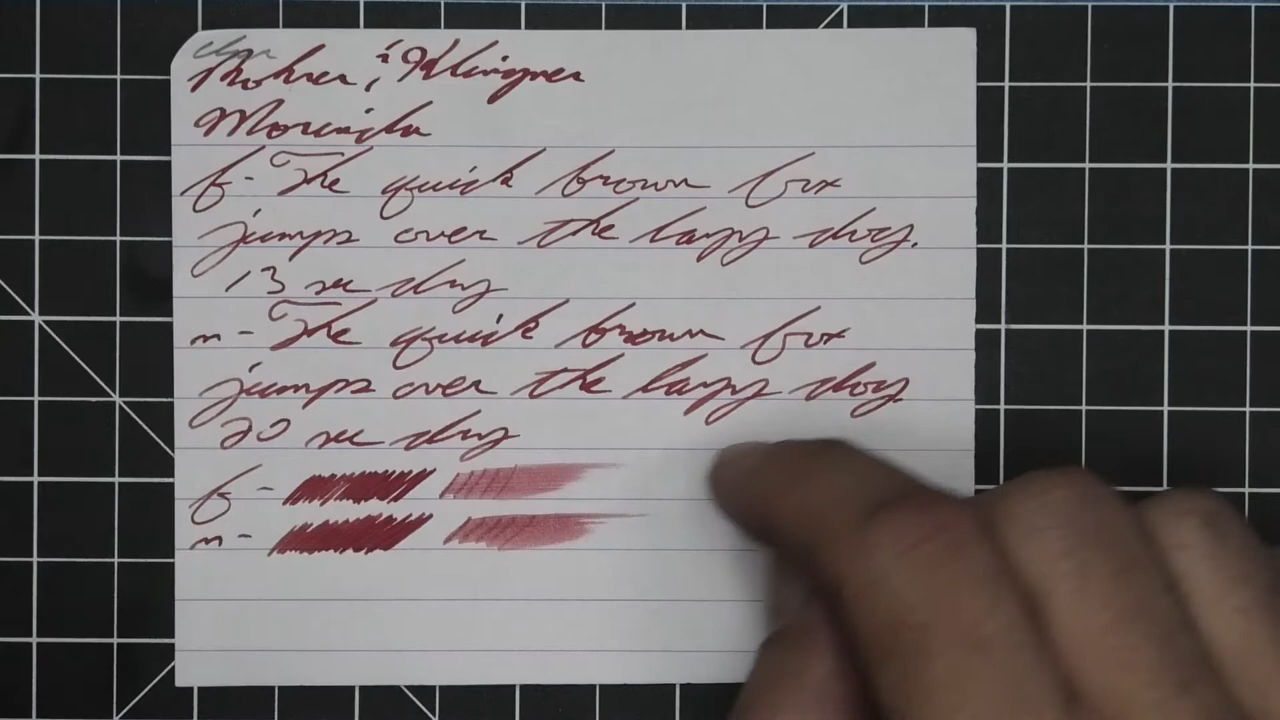 Rohrer & Klingner
Morinda
f - The quick brown fox
jumps over the lazy dog.
13 sec dry
m - The quick brown fox
jumps over the lazy dog.
20 sec dry
f -
m -